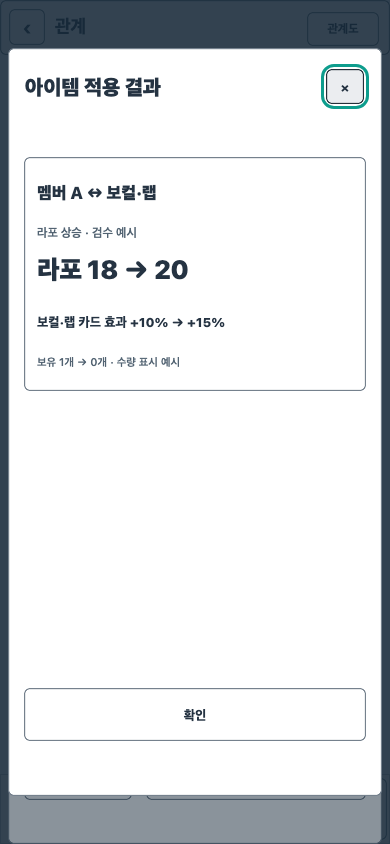 관계
관계도
아이템 적용 결과
×
멤버 A ↔ 보컬·랩
라포 상승 · 검수 예시
라포 18 → 20
보컬·랩 카드 효과 +10% → +15%
보유 1개 → 0개 · 수량 표시 예시
확인